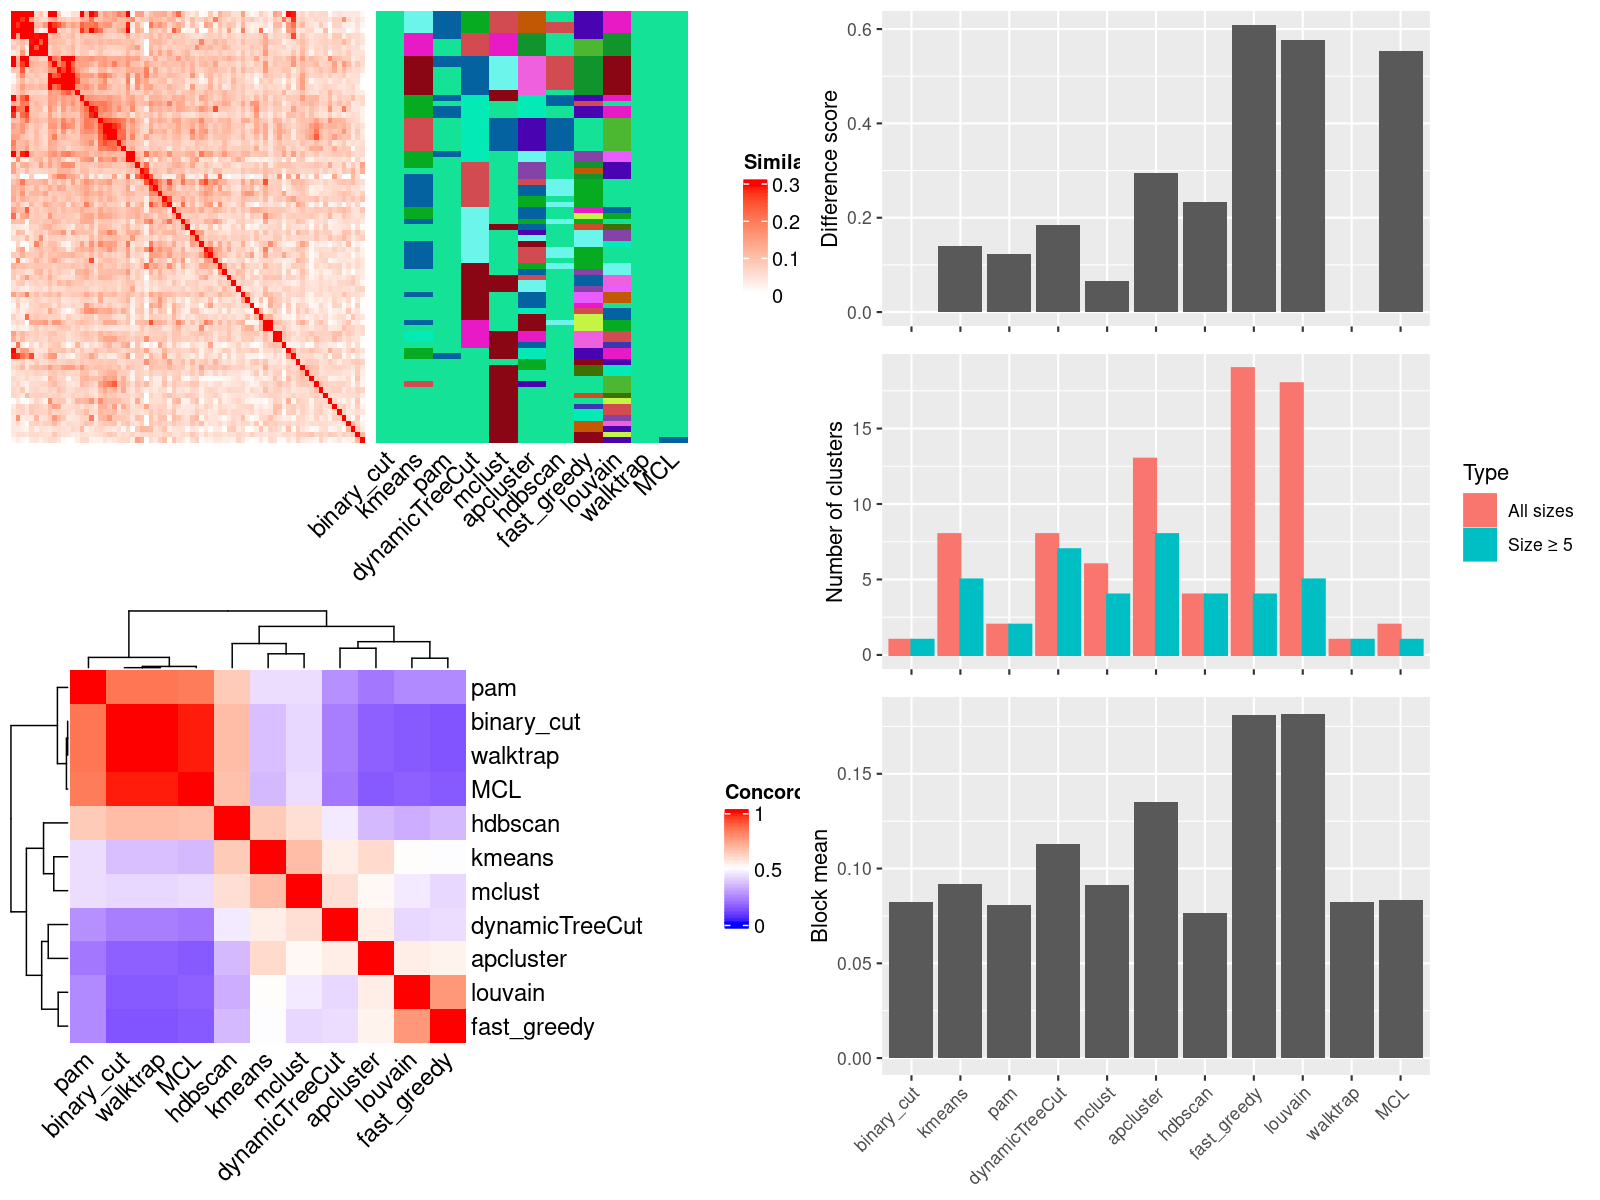 Simila
0.3
0.2
0.1
0
binary_cut
kmeans
pam
dynamicTreeCut
mclust
apcluster
hdbscan
fast_greedy
louvain
walktrap
MCL
pam
binary_cut
walktrap
MCL
hdbscan
kmeans
mclust
dynamicTreeCut
apcluster
louvain
fast_greedy
Concord
1
0.5
0
pam
binary_cut
walktrap
MCL
hdbscan
kmeans
mclust
dynamicTreeCut
apcluster
louvain
fast_greedy
Difference score
0.6
0.4
0.2
0.0
Number of clusters
15
10
5
0
Type
All sizes
Size ≥ 5
Block mean
0.15
0.10
0.05
0.00
binary_cut
kmeans
pam
dynamicTreeCut
mclust
apcluster
hdbscan
fast_greedy
louvain
walktrap
MCL